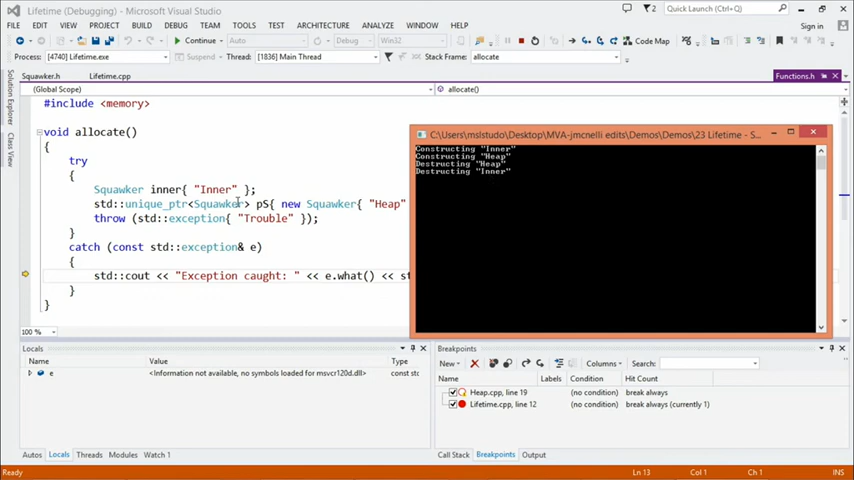 Lifetime (Debugging) - Microsoft Visual Studio
2
Quick Launch (Ctrl+Q)
FILE EDIT VIEW PROJECT BUILD DEBUG TEAM TOOLS TEST ARCHITECTURE ANALYZE WINDOW HELP
Sign in
Continue Auto Debug Win32 Code Map
Process: [4740] Lifetime.exe Suspend Thread: [1836] Main Thread Stack Frame: allocate
Squawker.h Lifetime.cpp Functions.h
(Global Scope) allocate()
Solution Explorer
Class View
#include <memory>
void allocate()
{
try
{
Squawker inner{ "Inner" };
std::unique_ptr<Squawker> pS{ new Squawker{ "Heap"
throw (std::exception{ "Trouble" });
}
catch (const std::exception& e)
{
std::cout << "Exception caught: " << e.what() << st
}
}
C:\Users\mslstudo\Desktop\MVA-jmcnelli edits\Demos\Demos\23 Lifetime - S...
Constructing "Inner"
Constructing "Heap"
Destructing "Heap"
Destructing "Inner"
100 %
Locals
Name Value Type
e <Information not available, no symbols loaded for msvcr120d.dll> const stc
Autos Locals Threads Modules Watch 1
Breakpoints
New Columns Search:
Name Labels Condition Hit Count
Heap.cpp, line 19 (no condition) break always
Lifetime.cpp, line 12 (no condition) break always (currently 1)
Call Stack Breakpoints Output
Ln 13 Col 1 Ch 1 INS